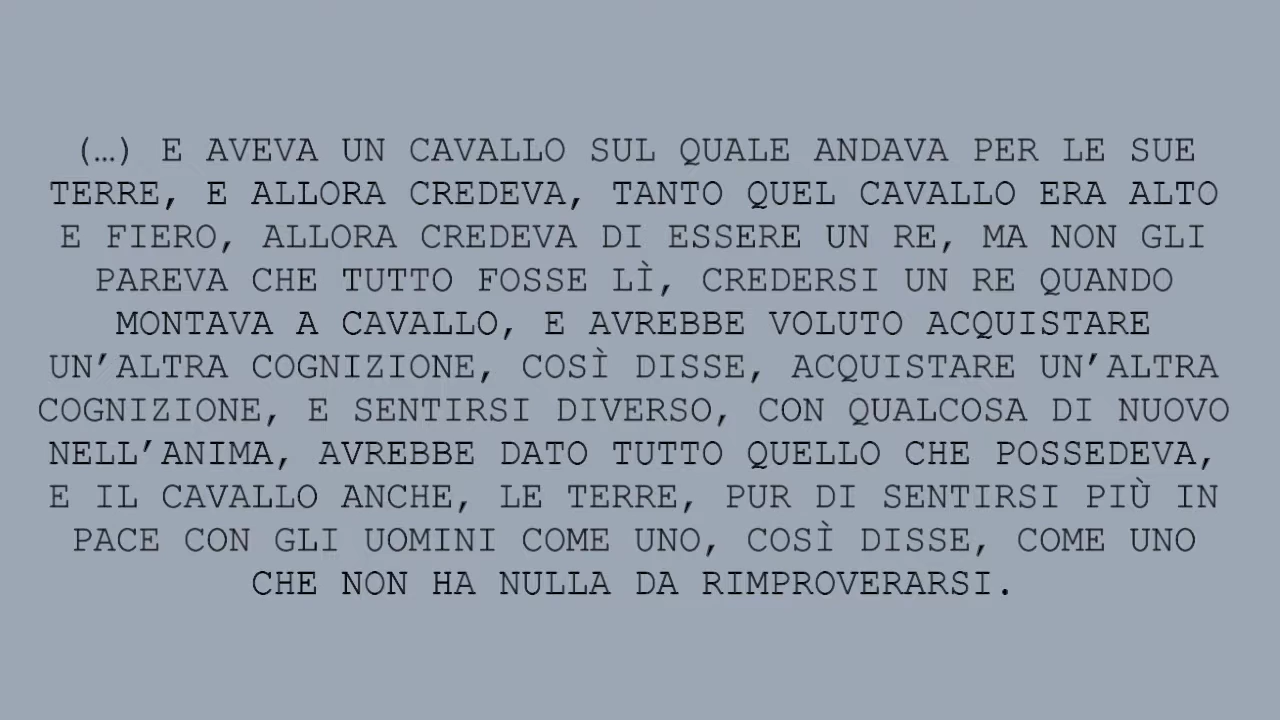 (…) E AVEVA UN CAVALLO SUL QUALE ANDAVA PER LE SUE
TERRE, E ALLORA CREDEVA, TANTO QUEL CAVALLO ERA ALTO
E FIERO, ALLORA CREDEVA DI ESSERE UN RE, MA NON GLI
PAREVA CHE TUTTO FOSSE LÌ, CREDERSI UN RE QUANDO
MONTAVA A CAVALLO, E AVREBBE VOLUTO ACQUISTARE
UN’ALTRA COGNIZIONE, COSÌ DISSE, ACQUISTARE UN’ALTRA
COGNIZIONE, E SENTIRSI DIVERSO, CON QUALCOSA DI NUOVO
NELL’ANIMA, AVREBBE DATO TUTTO QUELLO CHE POSSEDEVA,
E IL CAVALLO ANCHE, LE TERRE, PUR DI SENTIRSI PIÙ IN
PACE CON GLI UOMINI COME UNO, COSÌ DISSE, COME UNO
CHE NON HA NULLA DA RIMPROVERARSI.